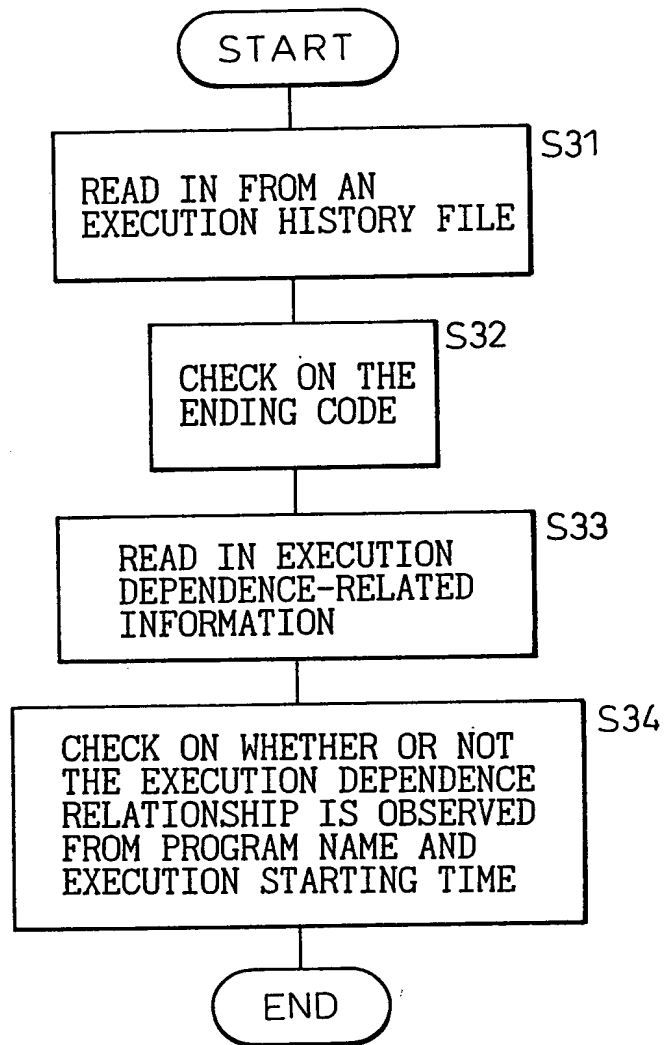 START
S31
READ IN FROM AN
EXECUTION HISTORY FILE
S32
CHECK ON THE
ENDING CODE
S33
READ IN EXECUTION
DEPENDENCE-RELATED
INFORMATION
S34
CHECK ON WHETHER OR NOT
THE EXECUTION DEPENDENCE
RELATIONSHIP IS OBSERVED
FROM PROGRAM NAME AND
EXECUTION STARTING TIME
END